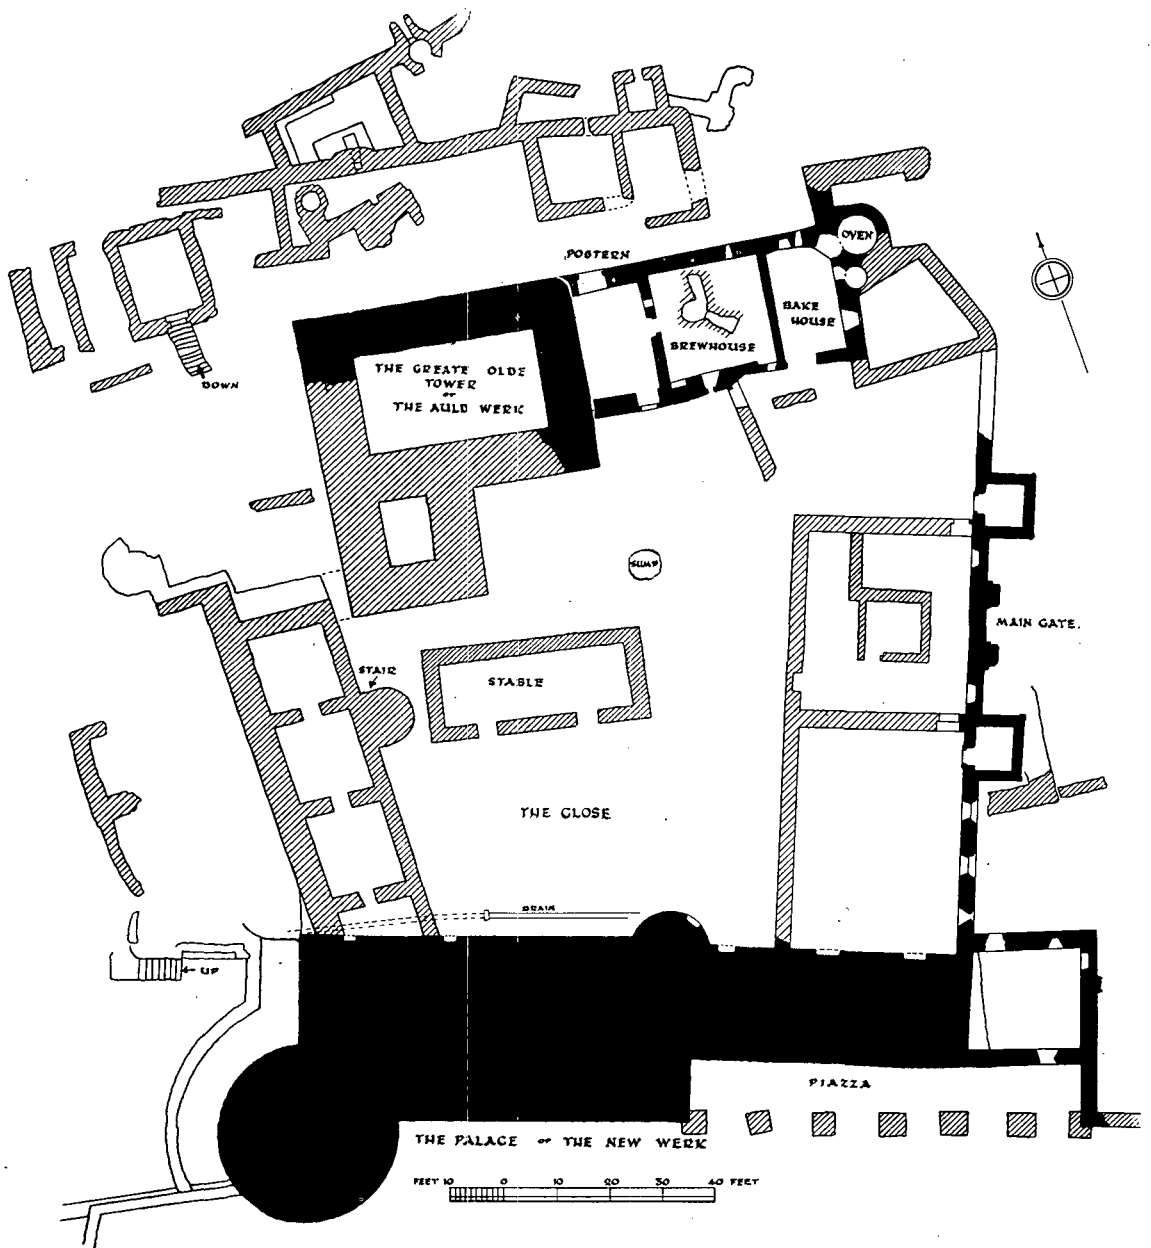 POSTERN
OVEN
BAKE
HOUSE
BREWHOUSE
THE GREATE OLDE
TOWER
or
THE AULD WERK
DOWN
SUMP
MAIN GATE.
STAIR
STABLE
THE CLOSE
DRAIN
UP
PIAZZA
THE PALACE or THE NEW WERK
FEET 10 0 10 20 30 40 FEET